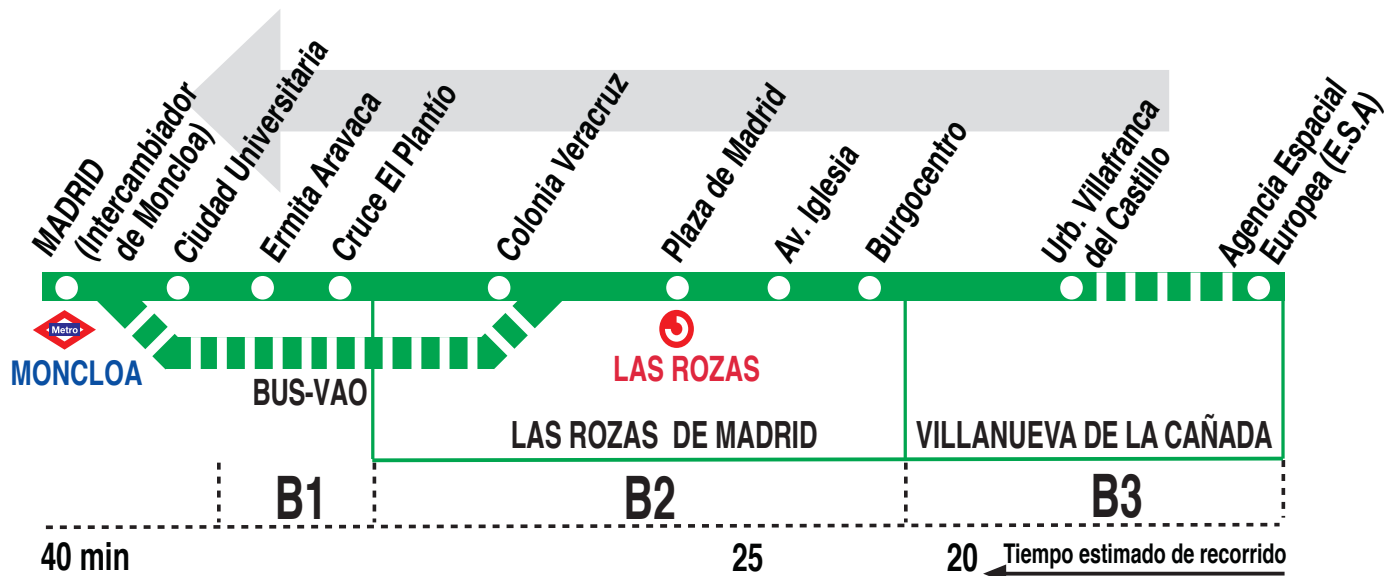 MADRID
(Intercambiador
de Moncloa)
Ciudad Universitaria
Ermita Aravaca
Cruce El Plantío
Colonia Veracruz
Plaza de Madrid
Av. Iglesia
Burgocentro
Urb. Villafranca
del Castillo
Agencia Espacial
Europea (E.S.A)
Metro
MONCLOA
BUS-VAO
LAS ROZAS
LAS ROZAS DE MADRID
VILLANUEVA DE LA CAÑADA
B1
B2
B3
40 min
25
20
Tiempo estimado de recorrido